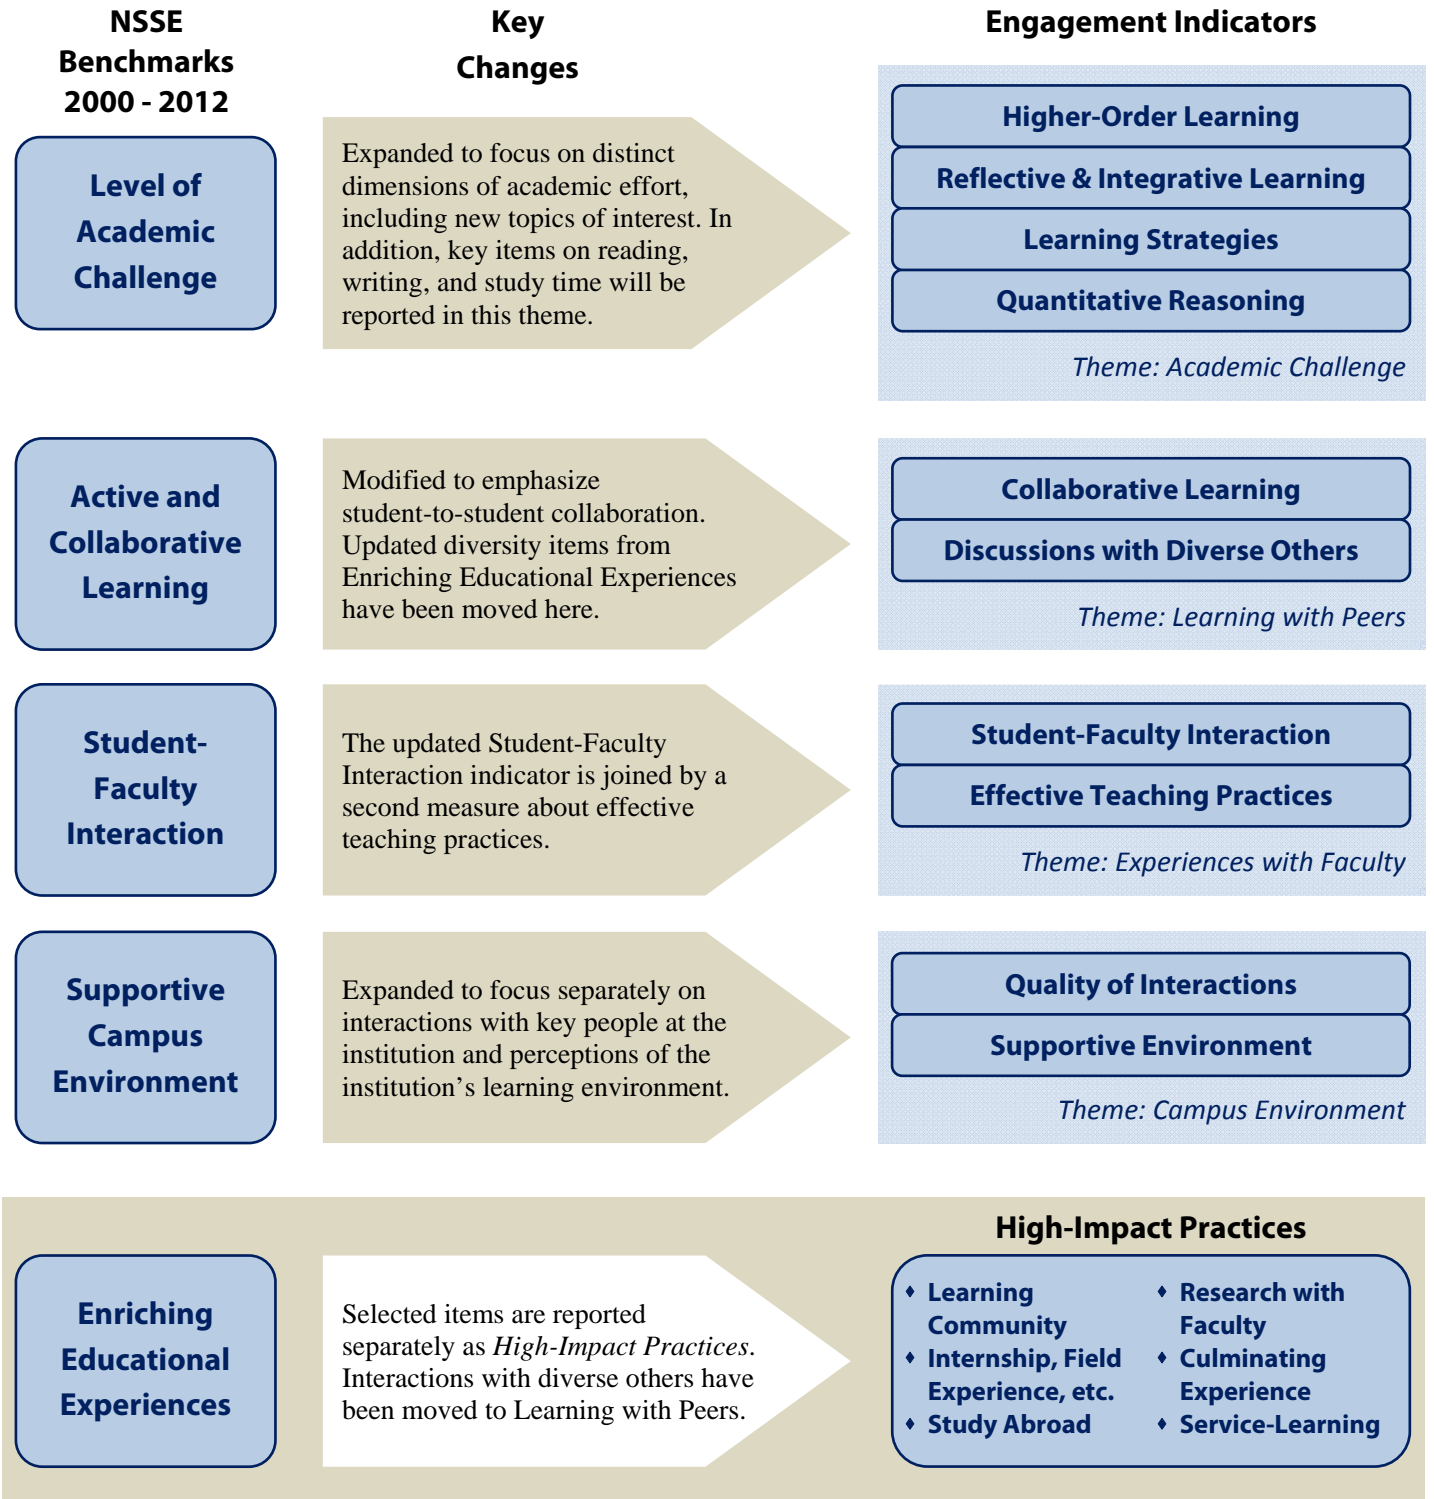 NSSE
Benchmarks
2000 - 2012
Key
Changes
Engagement Indicators
Level of
Academic
Challenge
Expanded to focus on distinct
dimensions of academic effort,
including new topics of interest. In
addition, key items on reading,
writing, and study time will be
reported in this theme.
Higher-Order Learning
Reflective & Integrative Learning
Learning Strategies
Quantitative Reasoning
Theme: Academic Challenge
Active and
Collaborative
Learning
Modified to emphasize
student-to-student collaboration.
Updated diversity items from
Enriching Educational Experiences
have been moved here.
Collaborative Learning
Discussions with Diverse Others
Theme: Learning with Peers
Student-
Faculty
Interaction
The updated Student-Faculty
Interaction indicator is joined by a
second measure about effective
teaching practices.
Student-Faculty Interaction
Effective Teaching Practices
Theme: Experiences with Faculty
Supportive
Campus
Environment
Expanded to focus separately on
interactions with key people at the
institution and perceptions of the
institution’s learning environment.
Quality of Interactions
Supportive Environment
Theme: Campus Environment
Enriching
Educational
Experiences
Selected items are reported
separately as High-Impact Practices.
Interactions with diverse others have
been moved to Learning with Peers.
High-Impact Practices
♦ Learning
Community
♦ Internship, Field
Experience, etc.
♦ Study Abroad
♦ Research with
Faculty
♦ Culminating
Experience
♦ Service-Learning